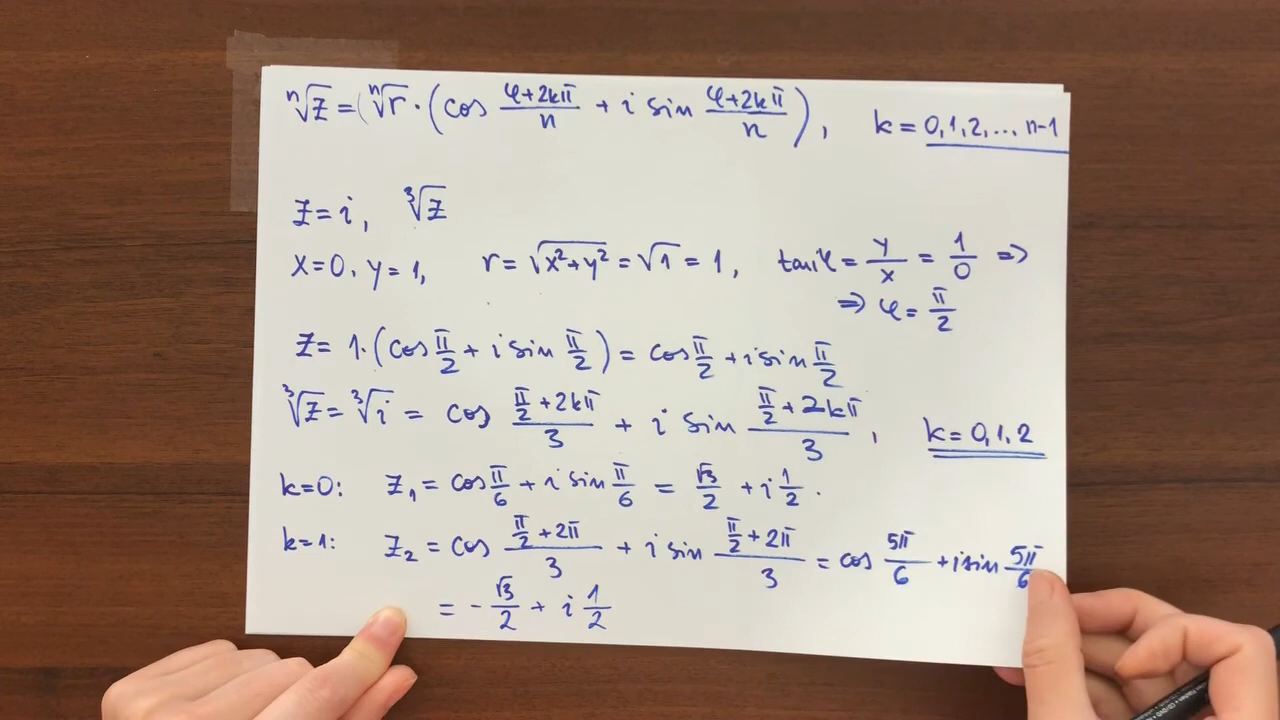 ⁿ√z = (ⁿ√r · (cos (φ+2kπ)/n + i sin (φ+2kπ)/n), k = 0,1,2,... n-1
z = i, ³√z
x=0, y=1, r = √(x²+y²) = √1 = 1, tan φ = y/x = 1/0 ⇒
⇒ φ = π/2
z = 1·(cos π/2 + i sin π/2) = cos π/2 + i sin π/2
³√z = ³√i = cos (π/2 + 2kπ)/3 + i sin (π/2 + 2kπ)/3, k = 0,1,2
k=0: z₁ = cos π/6 + i sin π/6 = √3/2 + i 1/2.
k=1: z₂ = cos (π/2 + 2π)/3 + i sin (π/2 + 2π)/3 = cos 5π/6 + i sin 5π/6
= -√3/2 + i 1/2